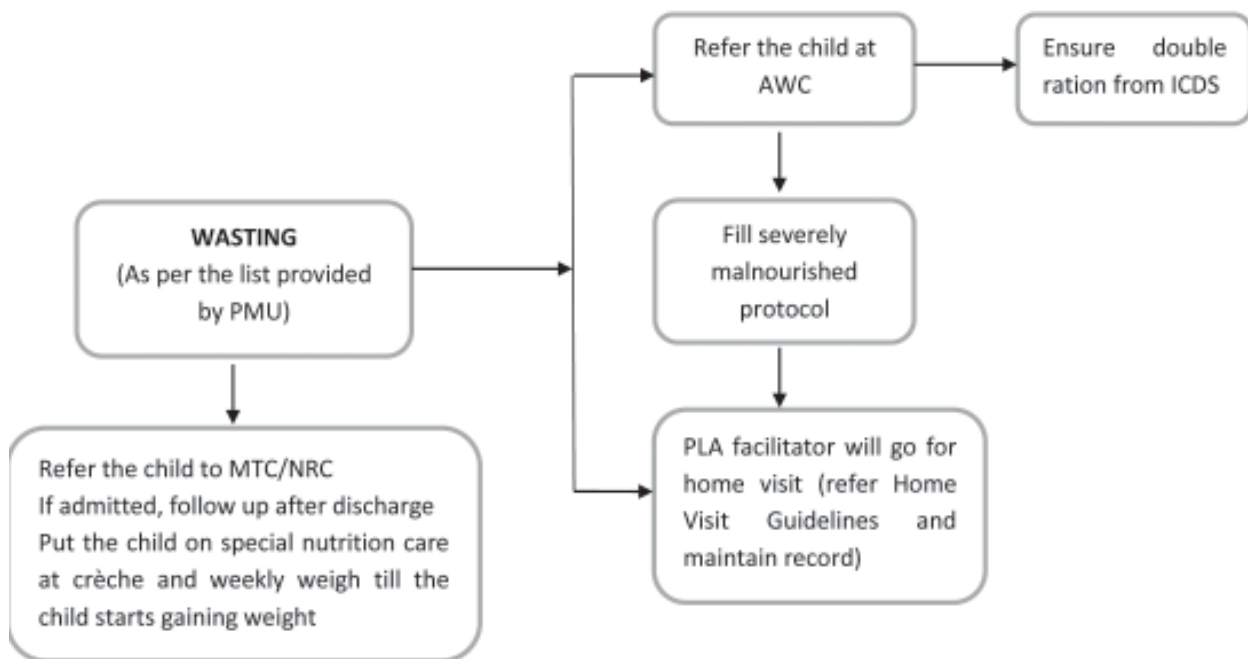 Refer the child at
AWC
Ensure double
ration from ICDS
WASTING
(As per the list provided
by PMU)
Fill severely
malnourished
protocol
Refer the child to MTC/NRC
If admitted, follow up after discharge
Put the child on special nutrition care
at crèche and weekly weigh till the
child starts gaining weight
PLA facilitator will go for
home visit (refer Home
Visit Guidelines and
maintain record)